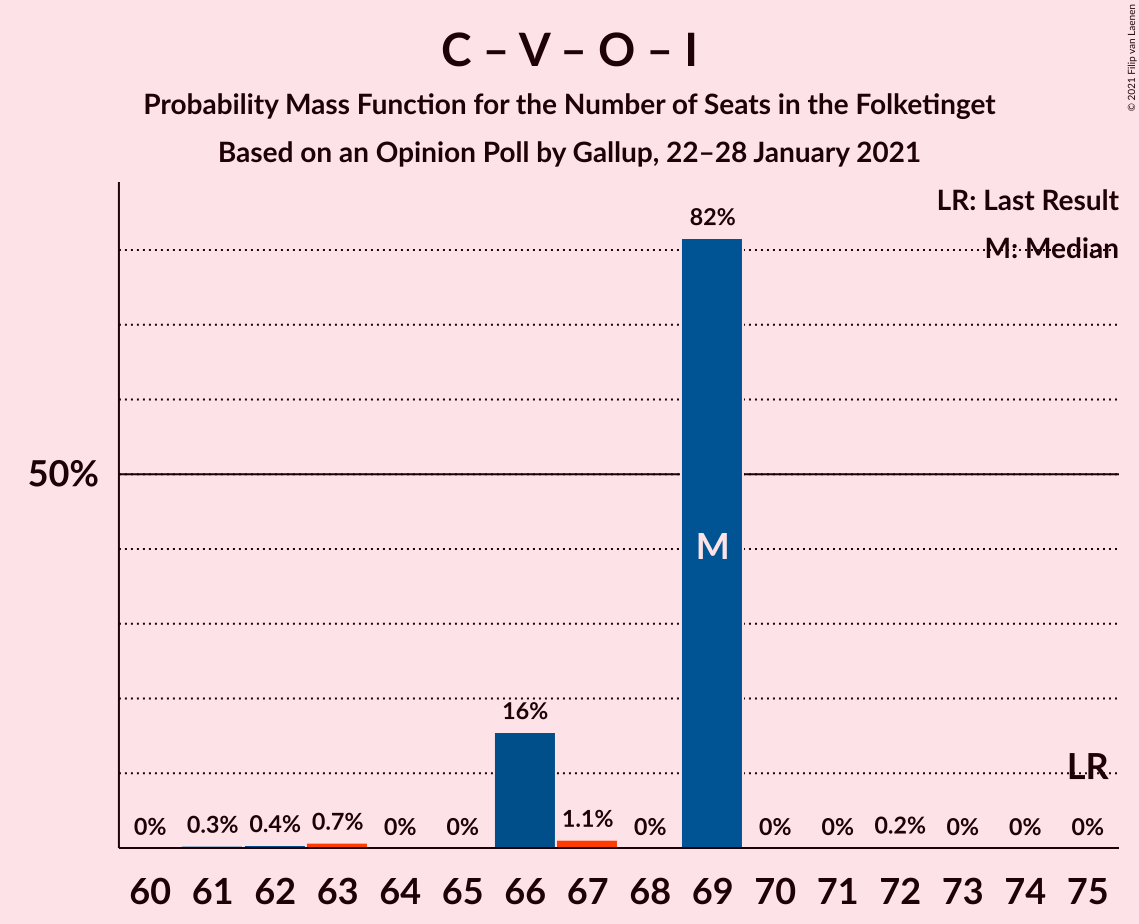 C – V – O – I
Probability Mass Function for the Number of Seats in the Folketinget
Based on an Opinion Poll by Gallup, 22–28 January 2021
© 2021 Filip van Laenen
LR: Last Result
M: Median
82%
50%
M
16%
LR
0% 0.3% 0.4% 0.7% 0% 0% 1.1% 0% 0% 0% 0.2% 0% 0% 0%
60 61 62 63 64 65 66 67 68 69 70 71 72 73 74 75